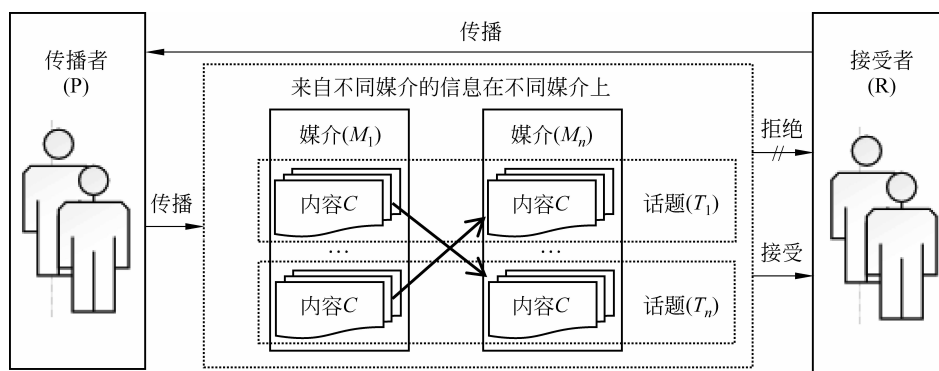 传播
传播者
(P)
接受者
(R)
来自不同媒介的信息在不同媒介上
媒介(M₁)
媒介(Mₙ)
拒绝
//
内容C
内容C
话题(T₁)
传播
…
…
接受
内容C
内容C
话题(Tₙ)